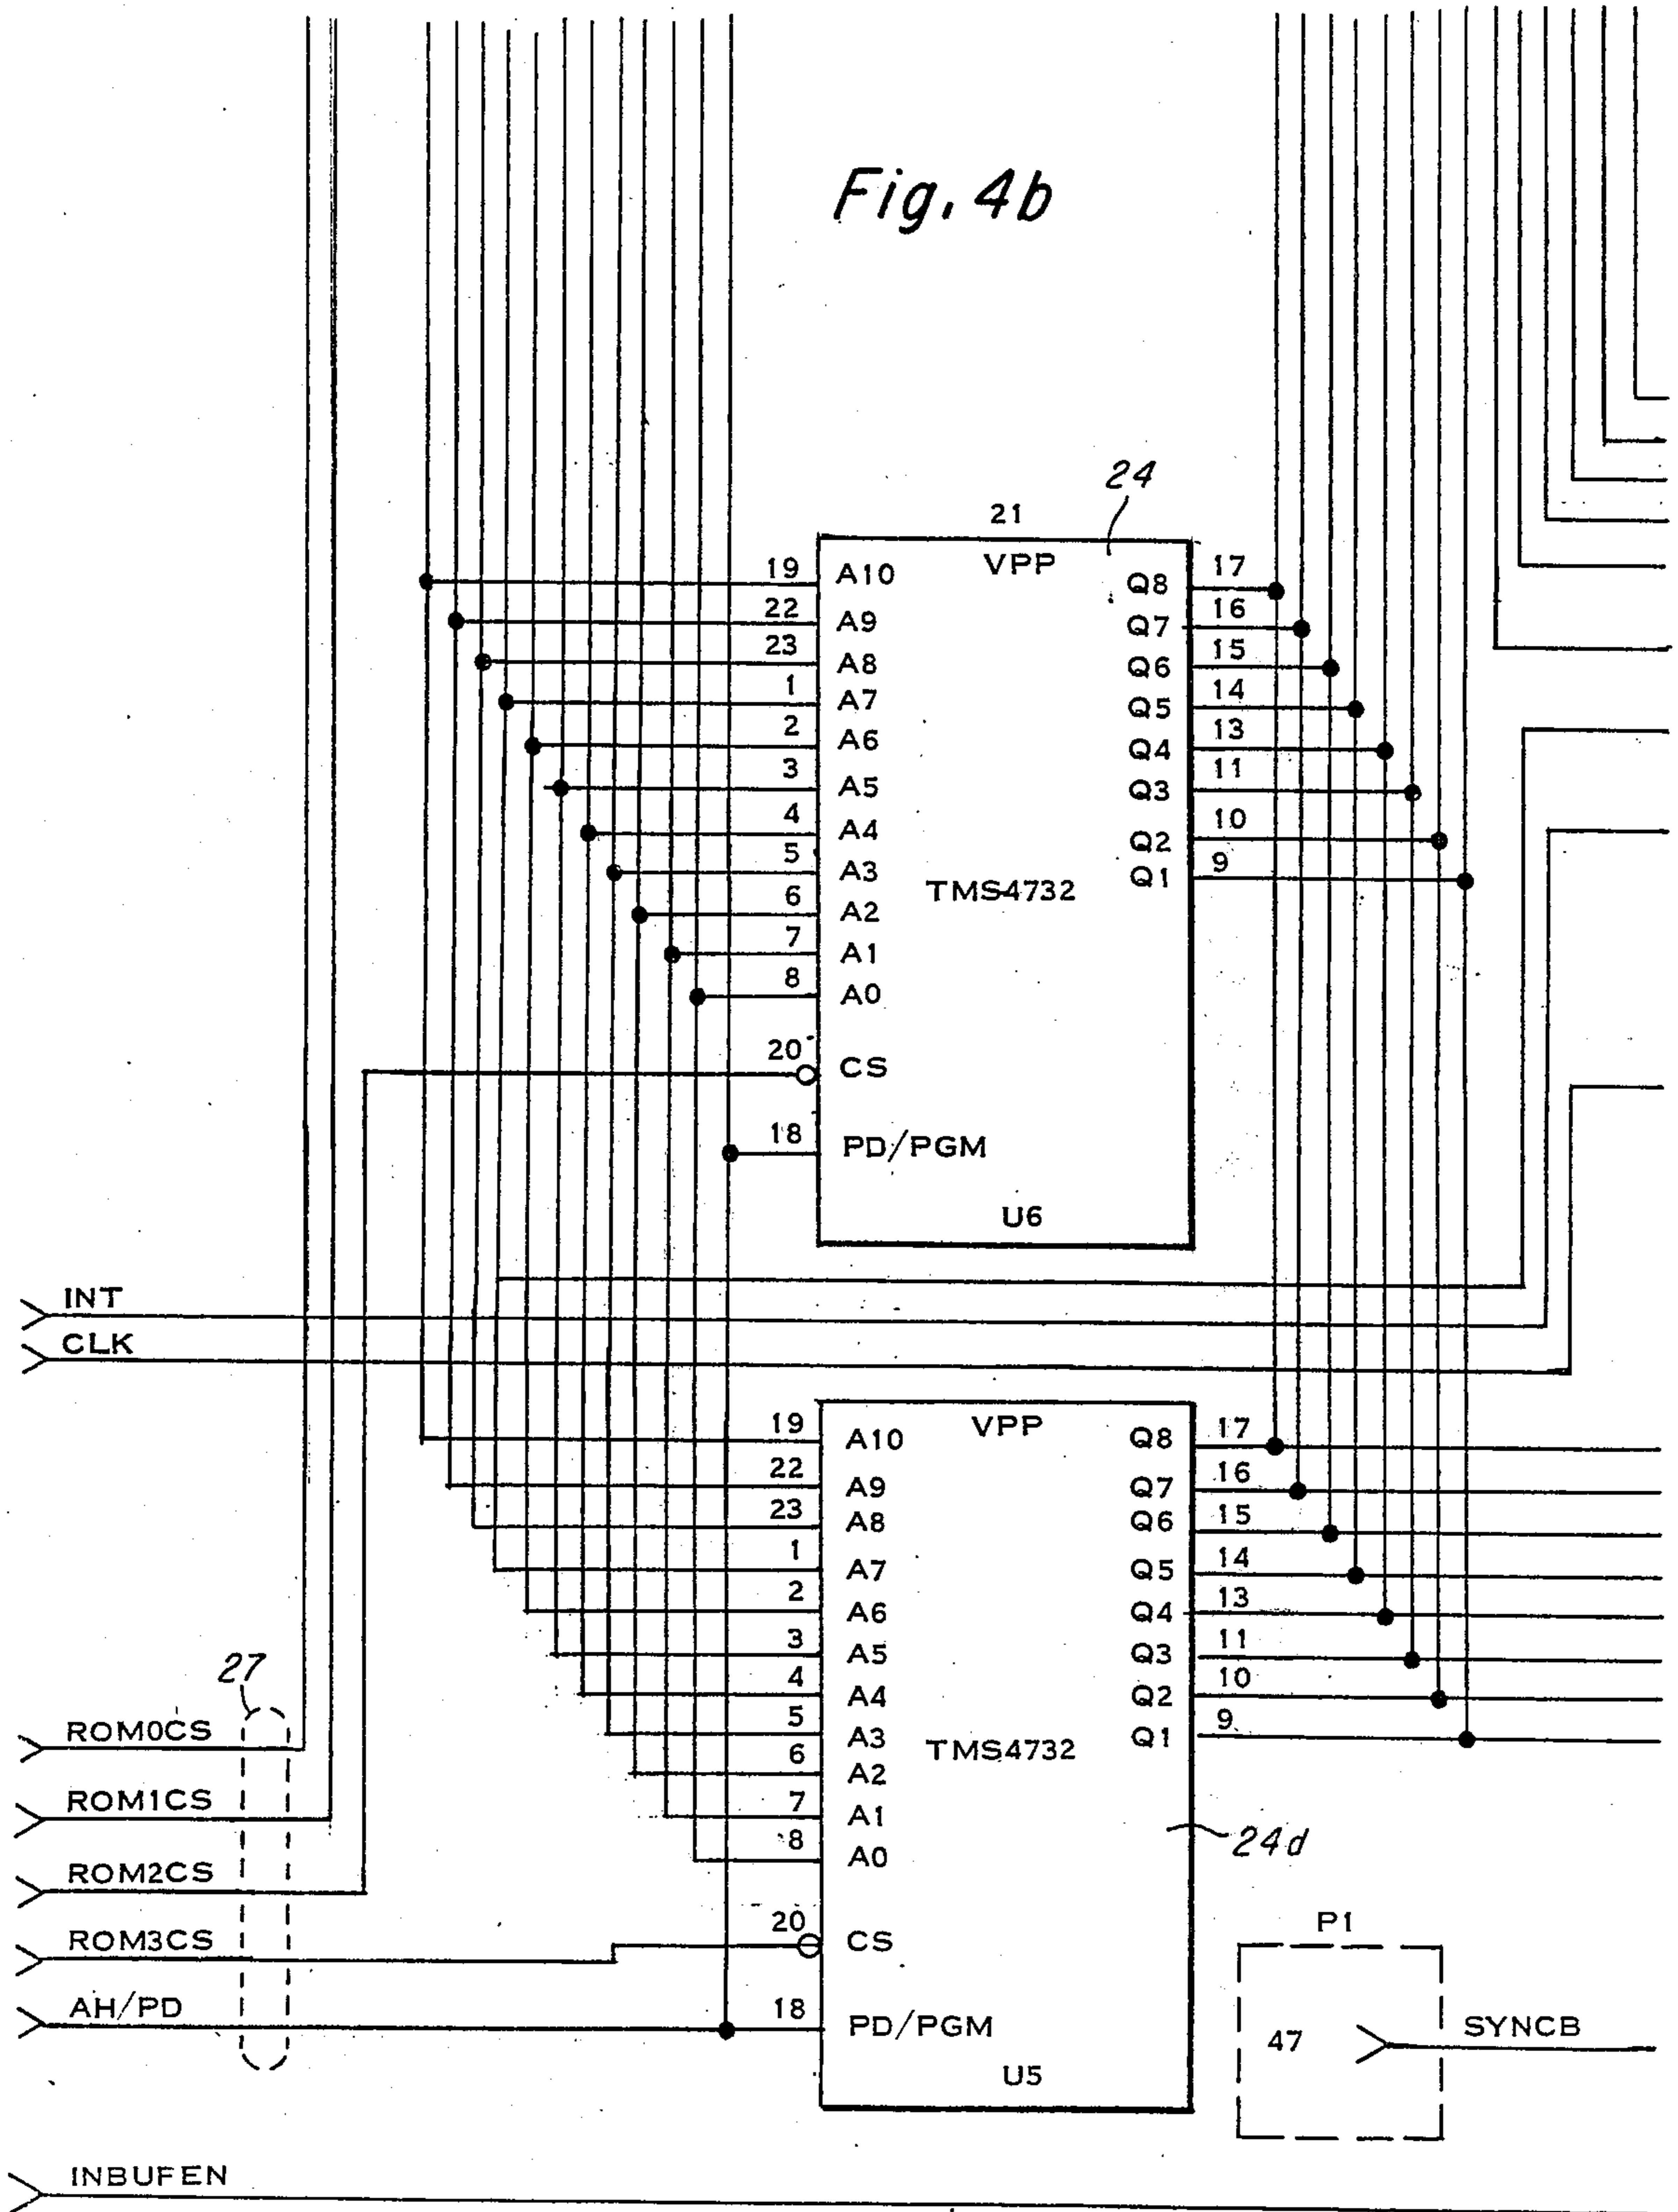 Fig. 4b
24
21
VPP
19 A10
22 A9
23 A8
1 A7
2 A6
3 A5
4 A4
5 A3
6 A2
7 A1
8 A0
20 CS
18 PD/PGM
Q8 17
Q7 16
Q6 15
Q5 14
Q4 13
Q3 11
Q2 10
Q1 9
TMS4732
U6
INT
CLK
VPP
19 A10
22 A9
23 A8
1 A7
2 A6
3 A5
4 A4
5 A3
6 A2
7 A1
8 A0
20 CS
18 PD/PGM
Q8 17
Q7 16
Q6 15
Q5 14
Q4 13
Q3 11
Q2 10
Q1 9
TMS4732
24d
U5
27
ROM0CS
ROM1CS
ROM2CS
ROM3CS
AH/PD
P1
47
SYNCB
INBUFEN